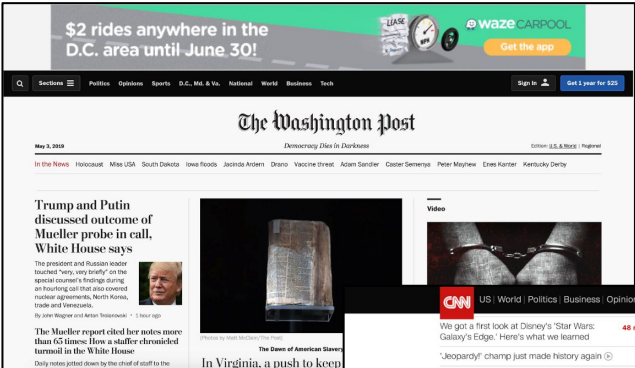 $2 rides anywhere in the
D.C. area until June 30!
LEASE
MPH
waze CARPOOL
Get the app
Sections
Politics Opinions Sports D.C., Md. & Va. National World Business Tech
Sign In
Get 1 year for $25
The Washington Post
May 3, 2019
Democracy Dies in Darkness
Edition: U.S. & World | Regional
In the News Holocaust Miss USA South Dakota Iowa floods Jacinda Ardern Drano Vaccine threat Adam Sandler Caster Semenya Peter Mayhew Enes Kanter Kentucky Derby
Trump and Putin
discussed outcome of
Mueller probe in call,
White House says
The president and Russian leader
touched "very, very briefly" on the
special counsel's findings during
an hourlong call that also covered
nuclear agreements, North Korea,
trade and Venezuela.
By John Wagner and Anton Troianovski • 1 hour ago
The Mueller report cited her notes more
than 65 times: How a staffer chronicled
turmoil in the White House
Daily notes jotted down by the chief of staff to the
(Photos by Matt McClain/The Post)
The Dawn of American Slavery
In Virginia, a push to keep
Video
CNN US | World | Politics | Business | Opinion
We got a first look at Disney's 'Star Wars:
Galaxy's Edge.' Here's what we learned
48
'Jeopardy!' champ just made history again